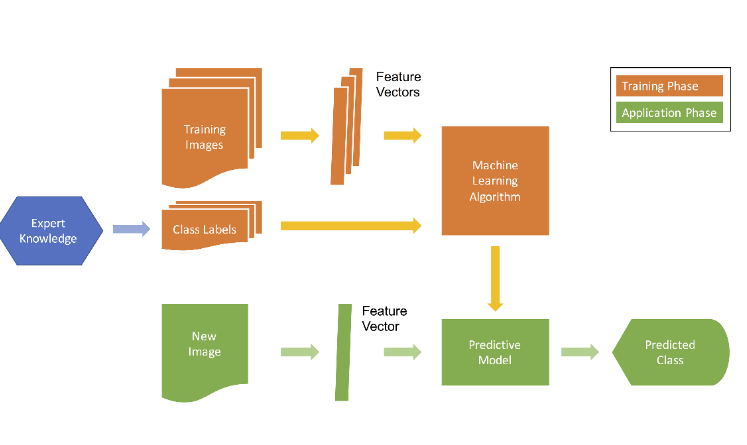 Feature
Vectors
Training Phase
Application Phase
Training
Images
Machine
Learning
Algorithm
Expert
Knowledge
Class Labels
Feature
Vector
New
Image
Predictive
Model
Predicted
Class